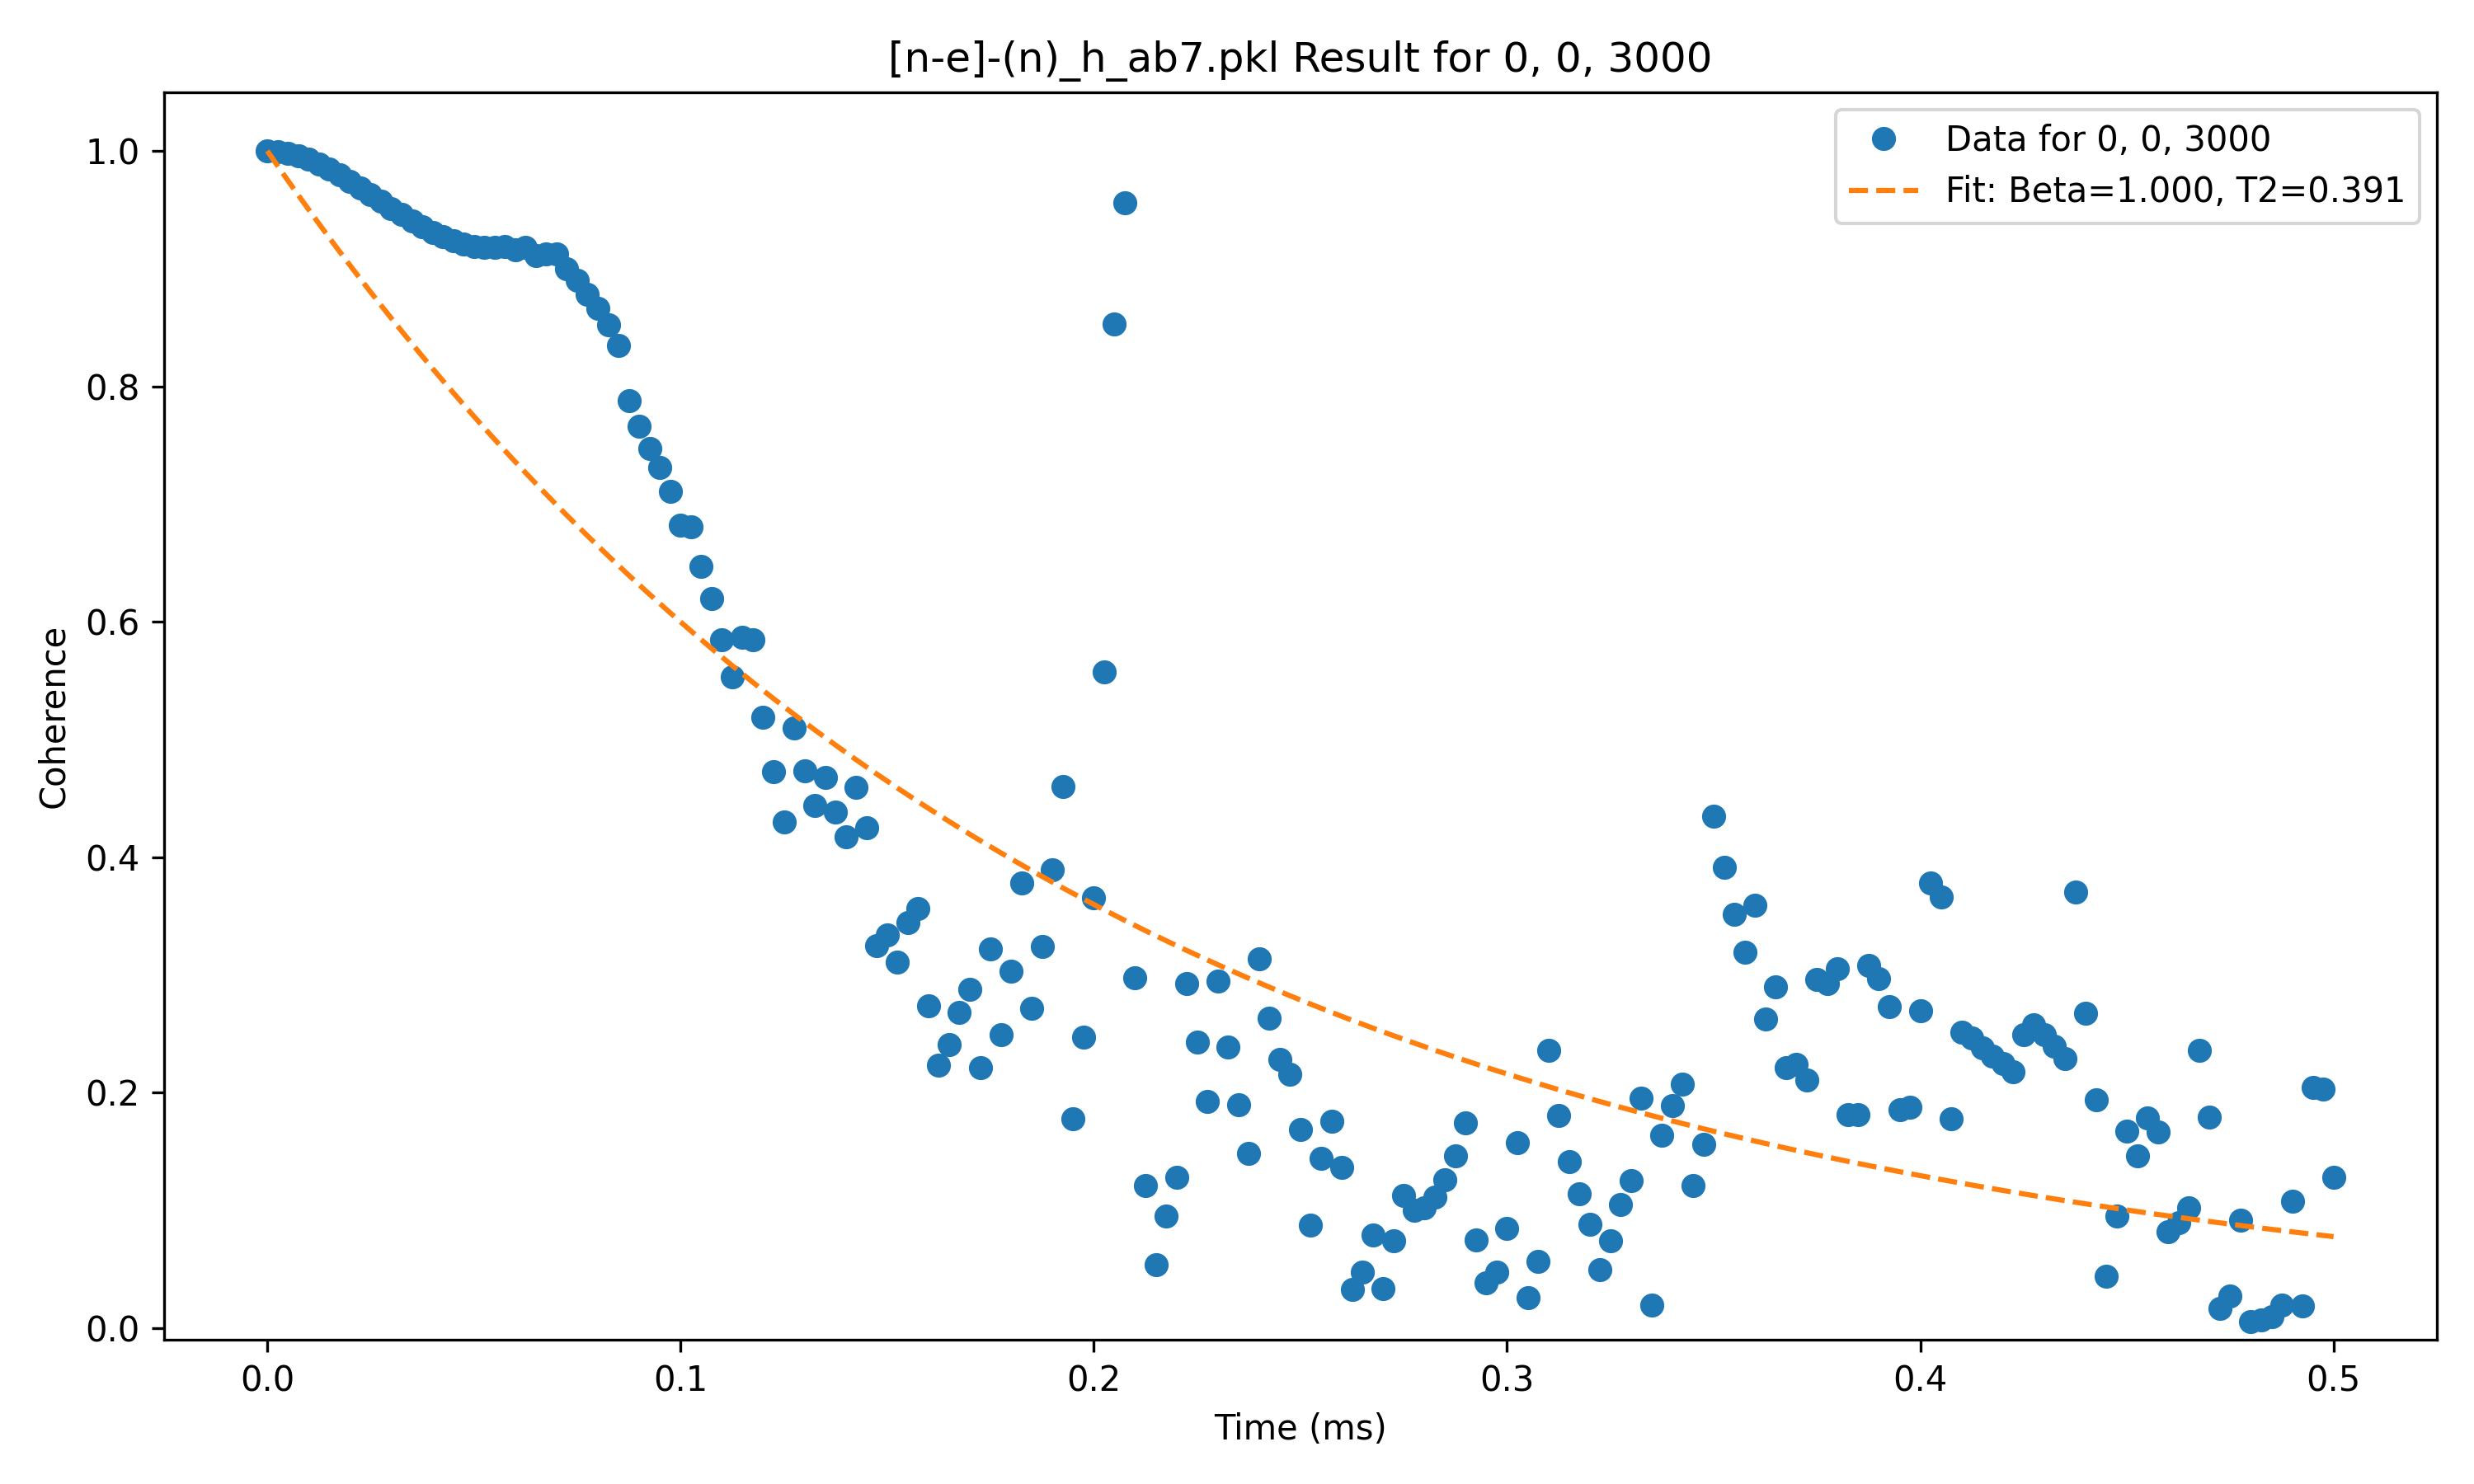 [n-e]-(n)_h_ab7.pkl Result for 0, 0, 3000
Data for 0, 0, 3000
Fit: Beta=1.000, T2=0.391
Coherence
1.0
0.8
0.6
0.4
0.2
0.0
0.0 0.1 0.2 0.3 0.4 0.5
Time (ms)